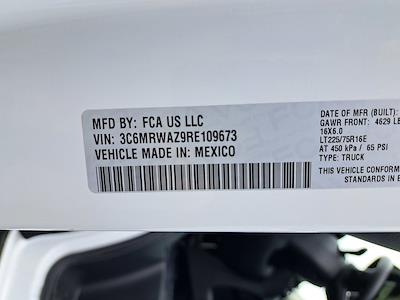 MFD BY: FCA US LLC
VIN: 3C6MRWAZ9RE109673
VEHICLE MADE IN: MEXICO
DATE OF MFR (BUILT):
GAWR FRONT: 4629 LB
16X6.0
LT225/75R16E
AT 450 kPa / 65 PSI
TYPE: TRUCK
THIS VEHICLE CONFORM
STANDARDS IN E